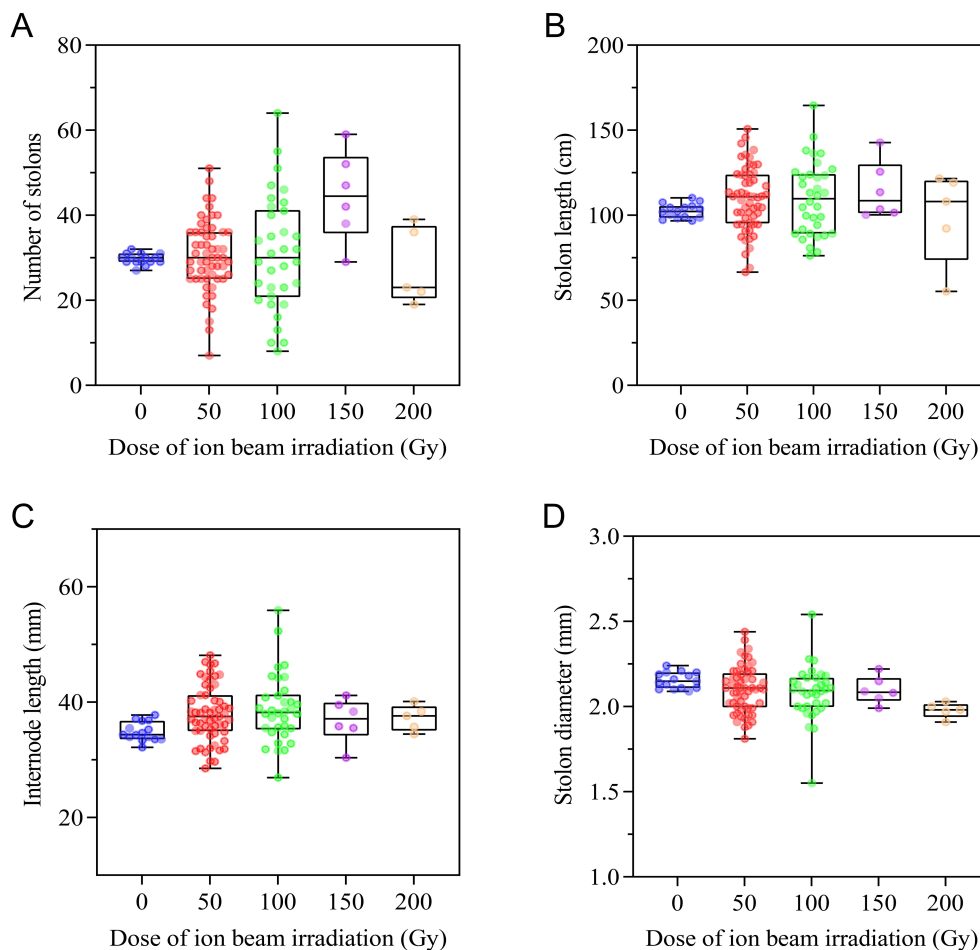 A
Number of stolons
80
60
40
20
0
0 50 100 150 200
Dose of ion beam irradiation (Gy)
B
Stolon length (cm)
200
150
100
50
0
0 50 100 150 200
Dose of ion beam irradiation (Gy)
C
Internode length (mm)
60
40
20
0 50 100 150 200
Dose of ion beam irradiation (Gy)
D
Stolon diameter (mm)
3.0
2.5
2.0
1.5
1.0
0 50 100 150 200
Dose of ion beam irradiation (Gy)